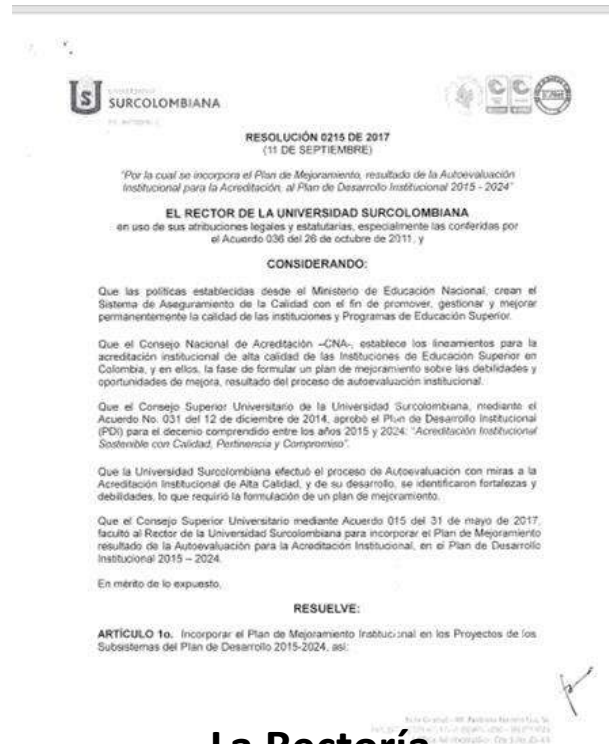 SURCOLOMBIANA
RESOLUCIÓN 0215 DE 2017
(11 DE SEPTIEMBRE)
"Por la cual se incorpora el Plan de Mejoramiento, resultado de la Autoevaluación
Institucional para la Acreditación, al Plan de Desarrollo Institucional 2015 - 2024"
EL RECTOR DE LA UNIVERSIDAD SURCOLOMBIANA
en uso de sus atribuciones legales y estatutarias, especialmente las conferidas por
el Acuerdo 036 del 26 de octubre de 2011, y
CONSIDERANDO:
Que las políticas establecidas desde el Ministerio de Educación Nacional, crean el
Sistema de Aseguramiento de la Calidad con el fin de promover, gestionar y mejorar
permanentemente la calidad de las instituciones y Programas de Educación Superior.
Que el Consejo Nacional de Acreditación –CNA-, establece los lineamientos para la
acreditación institucional de alta calidad de las Instituciones de Educación Superior en
Colombia, y en ellos, la fase de formular un plan de mejoramiento sobre las debilidades y
oportunidades de mejora, resultado del proceso de autoevaluación institucional.
Que el Consejo Superior Universitario de la Universidad Surcolombiana, mediante el
Acuerdo No. 031 del 12 de diciembre de 2014, aprobó el Plan de Desarrollo Institucional
(PDI) para el decenio comprendido entre los años 2015 y 2024: "Acreditación Institucional
Sostenible con Calidad, Pertinencia y Compromiso".
Que la Universidad Surcolombiana efectuó el proceso de Autoevaluación con miras a la
Acreditación Institucional de Alta Calidad, y de su desarrollo, se identificaron fortalezas y
debilidades, lo que requirió la formulación de un plan de mejoramiento.
Que el Consejo Superior Universitario mediante Acuerdo 015 del 31 de mayo de 2017,
facultó al Rector de la Universidad Surcolombiana para incorporar el Plan de Mejoramiento
resultado de la Autoevaluación para la Acreditación Institucional, en el Plan de Desarrollo
Institucional 2015 – 2024.
En mérito de lo expuesto,
RESUELVE:
ARTÍCULO 1o. Incorporar el Plan de Mejoramiento Institucional en los Proyectos de los
Subsistemas del Plan de Desarrollo 2015-2024, así:
La Rectoría